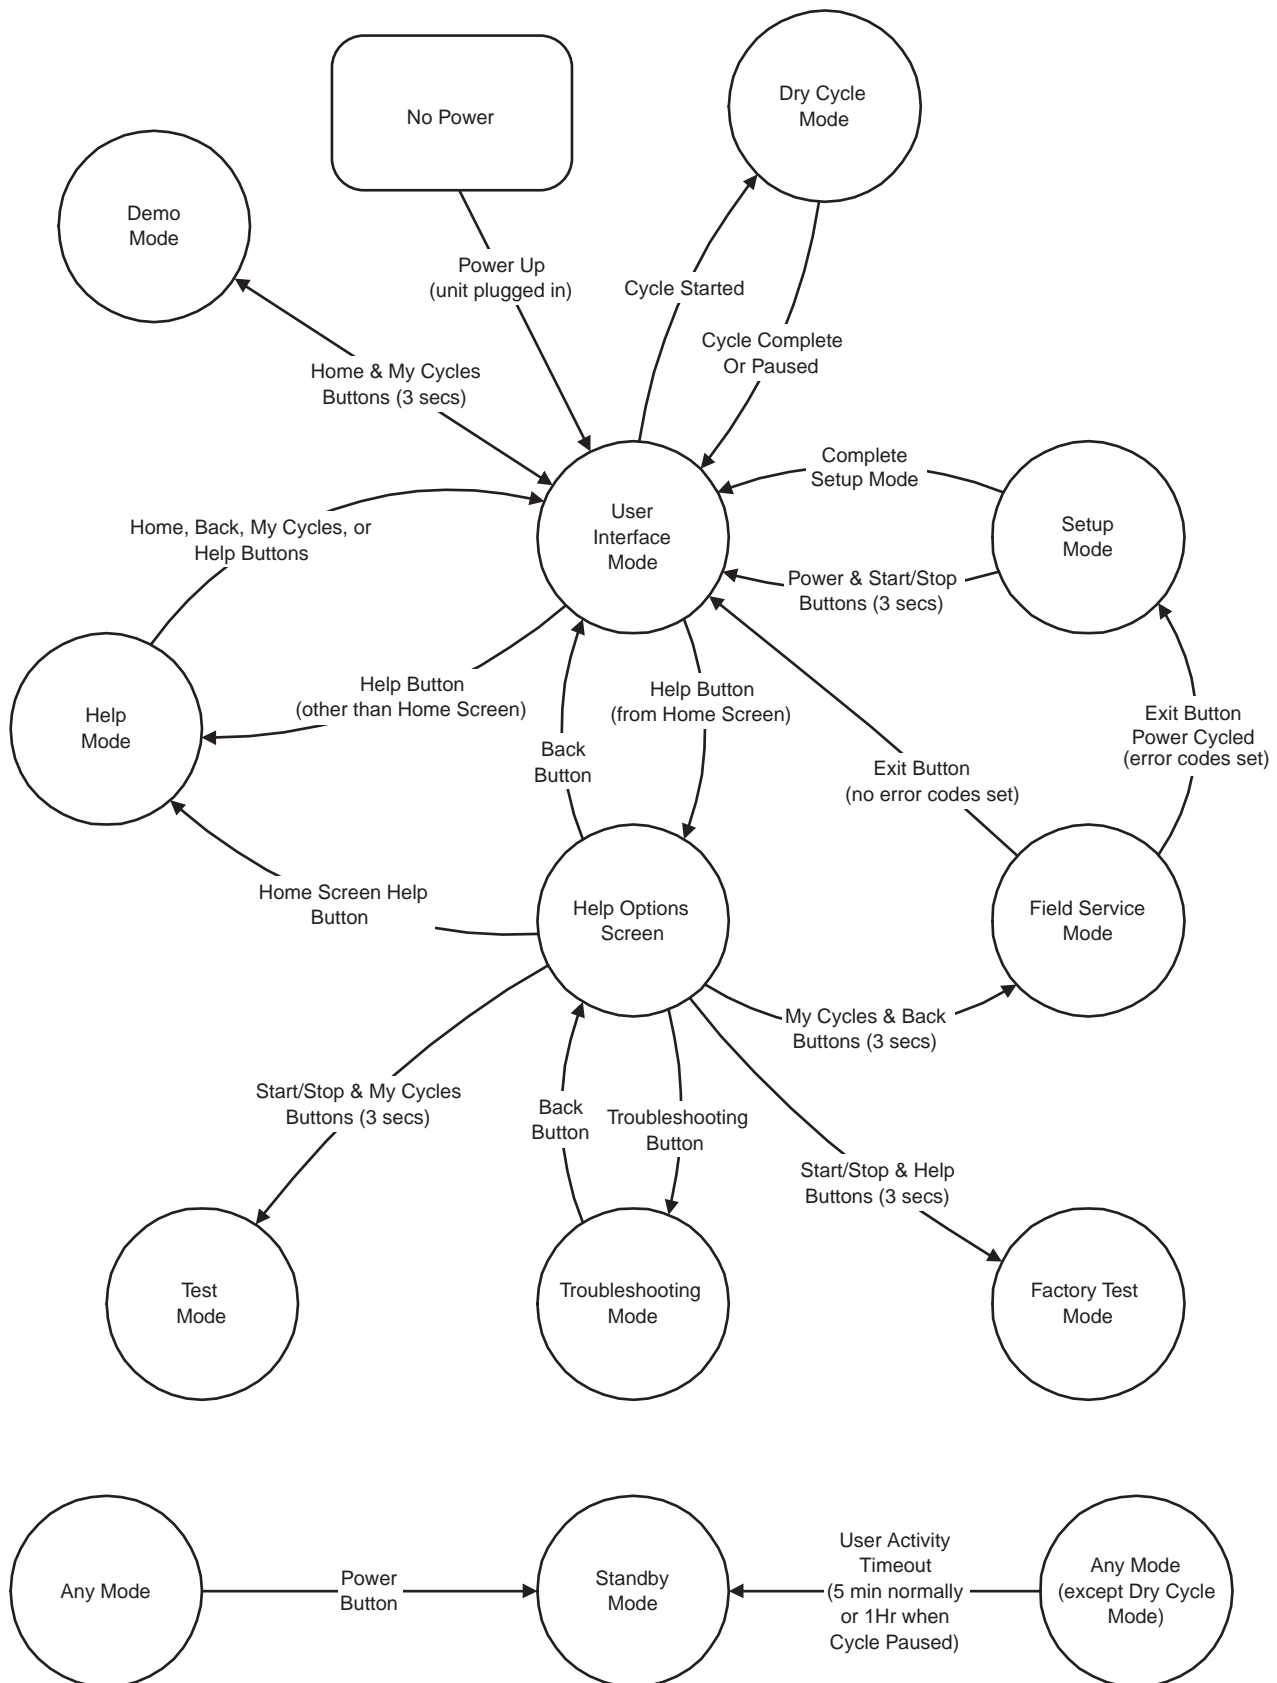 Dry Cycle
Mode
No Power
Demo
Mode
Power Up
(unit plugged in)
Cycle Started
Cycle Complete
Or Paused
Home & My Cycles
Buttons (3 secs)
Complete
Setup Mode
User
Interface
Mode
Setup
Mode
Home, Back, My Cycles, or
Help Buttons
Power & Start/Stop
Buttons (3 secs)
Help Button
(other than Home Screen)
Help Button
(from Home Screen)
Help
Mode
Back
Button
Exit Button
Power Cycled
(error codes set)
Exit Button
(no error codes set)
Home Screen Help
Button
Help Options
Screen
Field Service
Mode
My Cycles & Back
Buttons (3 secs)
Start/Stop & My Cycles
Buttons (3 secs)
Back
Button
Troubleshooting
Button
Start/Stop & Help
Buttons (3 secs)
Test
Mode
Troubleshooting
Mode
Factory Test
Mode
Any Mode
Power
Button
Standby
Mode
User Activity
Timeout
(5 min normally
or 1Hr when
Cycle Paused)
Any Mode
(except Dry Cycle
Mode)